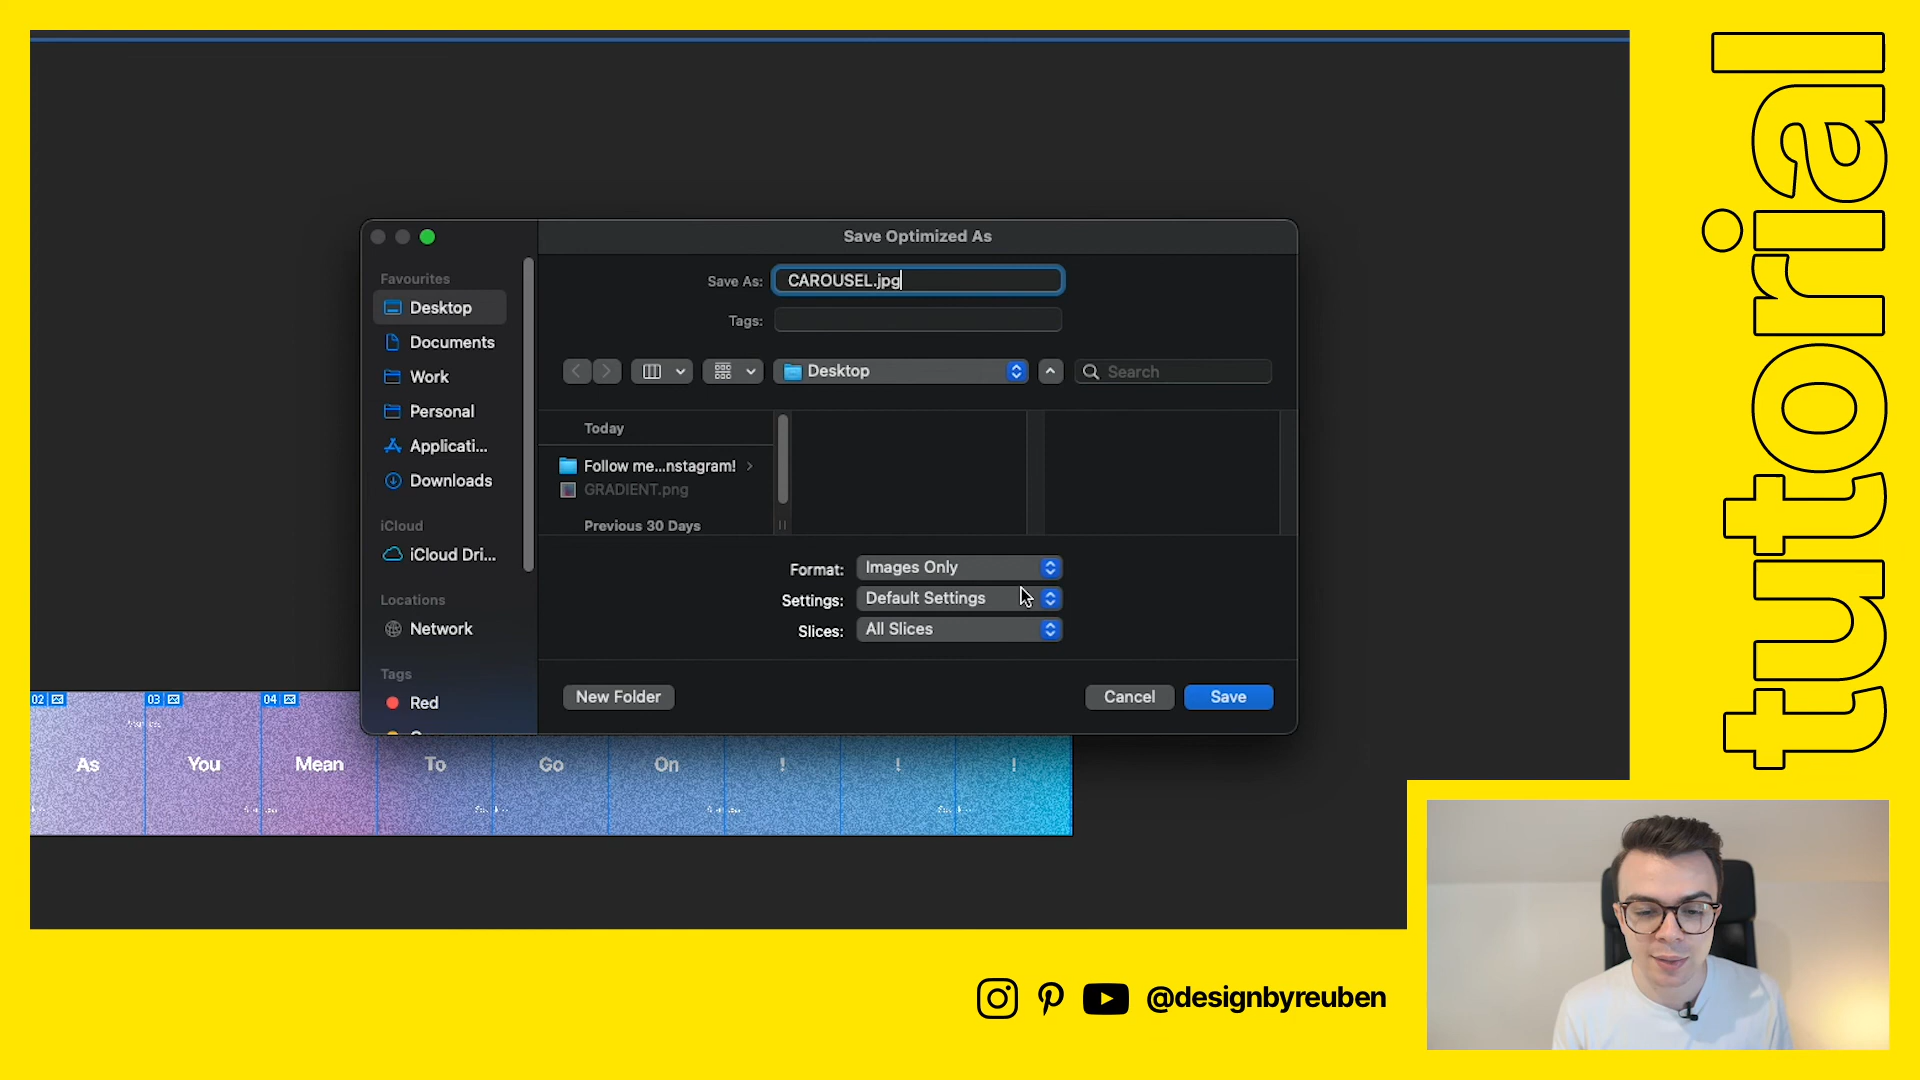 tutorial
Save Optimized As
Save As: CAROUSEL.jpg
Tags:
Desktop
Search
Favourites
Desktop
Documents
Work
Personal
Applicati...
Downloads
iCloud
iCloud Dri...
Locations
Network
Tags
Red
Today
Follow me...nstagram!
GRADIENT.png
Previous 30 Days
Format: Images Only
Settings: Default Settings
Slices: All Slices
New Folder
Cancel
Save
02
03
04
As You Mean To Go On ! ! !
@designbyreuben